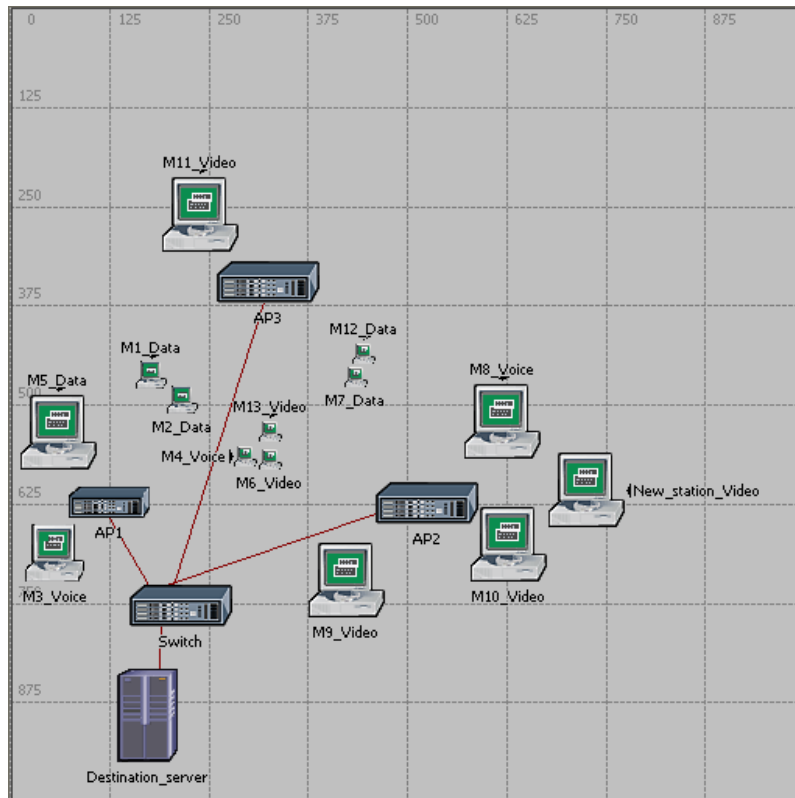 0 125 250 375 500 625 750 875
125
M11_Video
250
375
AP3
M12_Data
M1_Data
M8_Voice
M5_Data
500
M7_Data
M13_Video
M2_Data
M4_Voice
M6_Video
New_station_Video
625
AP1
AP2
M3_Voice
M10_Video
750
M9_Video
Switch
875
Destination_server